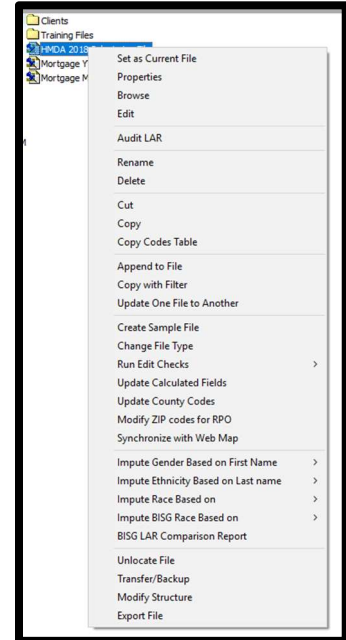 Clients
Training Files
HMDA 2018
Mortgage Y
Mortgage M
Set as Current File
Properties
Browse
Edit
Audit LAR
Rename
Delete
Cut
Copy
Copy Codes Table
Append to File
Copy with Filter
Update One File to Another
Create Sample File
Change File Type
Run Edit Checks
Update Calculated Fields
Update County Codes
Modify ZIP codes for RPO
Synchronize with Web Map
Impute Gender Based on First Name
Impute Ethnicity Based on Last name
Impute Race Based on
Impute BISG Race Based on
BISG LAR Comparison Report
Unlocate File
Transfer/Backup
Modify Structure
Export File